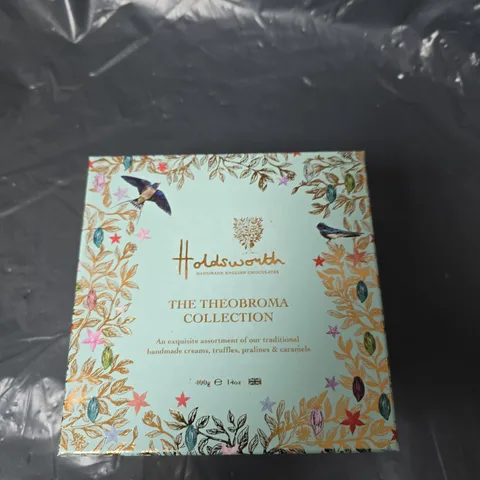 Holdsworth
HANDMADE ENGLISH CHOCOLATES
THE THEOBROMA
COLLECTION
An exquisite assortment of our traditional
handmade creams, truffles, pralines & caramels
400g ℮ 14oz